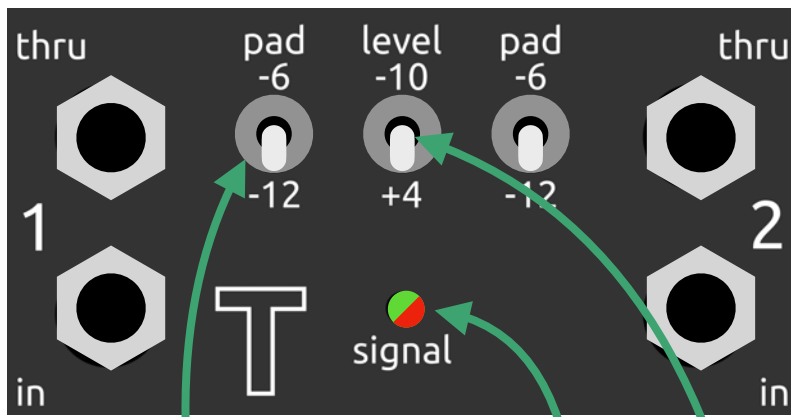 thru
pad
level
pad
thru
-6
-10
-6
-12
+4
-12
1
2
T
signal
in
in